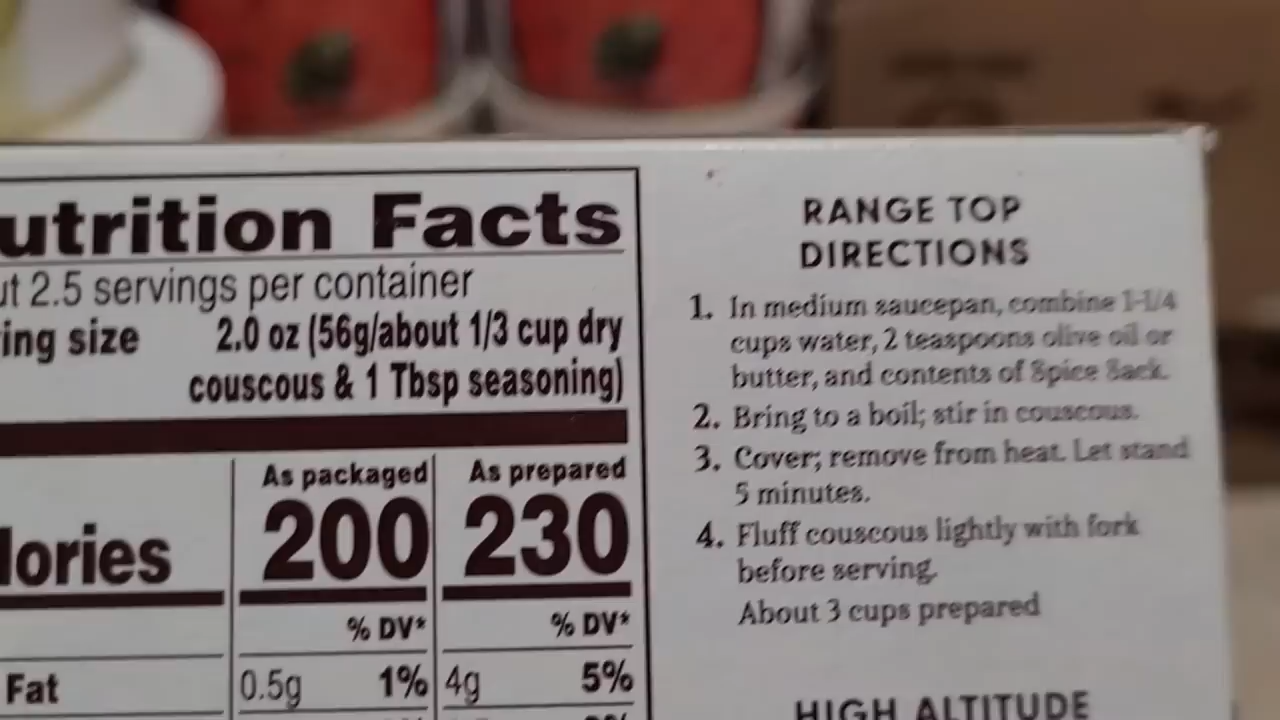 utrition Facts
ut 2.5 servings per container
ing size 2.0 oz (56g/about 1/3 cup dry
couscous & 1 Tbsp seasoning)
As packaged As prepared
lories 200 230
% DV* % DV*
Fat 0.5g 1% 4g 5%
RANGE TOP
DIRECTIONS
1. In medium saucepan, combine 1-1/4
cups water, 2 teaspoons olive oil or
butter, and contents of Spice Sack.
2. Bring to a boil; stir in couscous.
3. Cover; remove from heat. Let stand
5 minutes.
4. Fluff couscous lightly with fork
before serving.
About 3 cups prepared
HIGH ALTITUDE